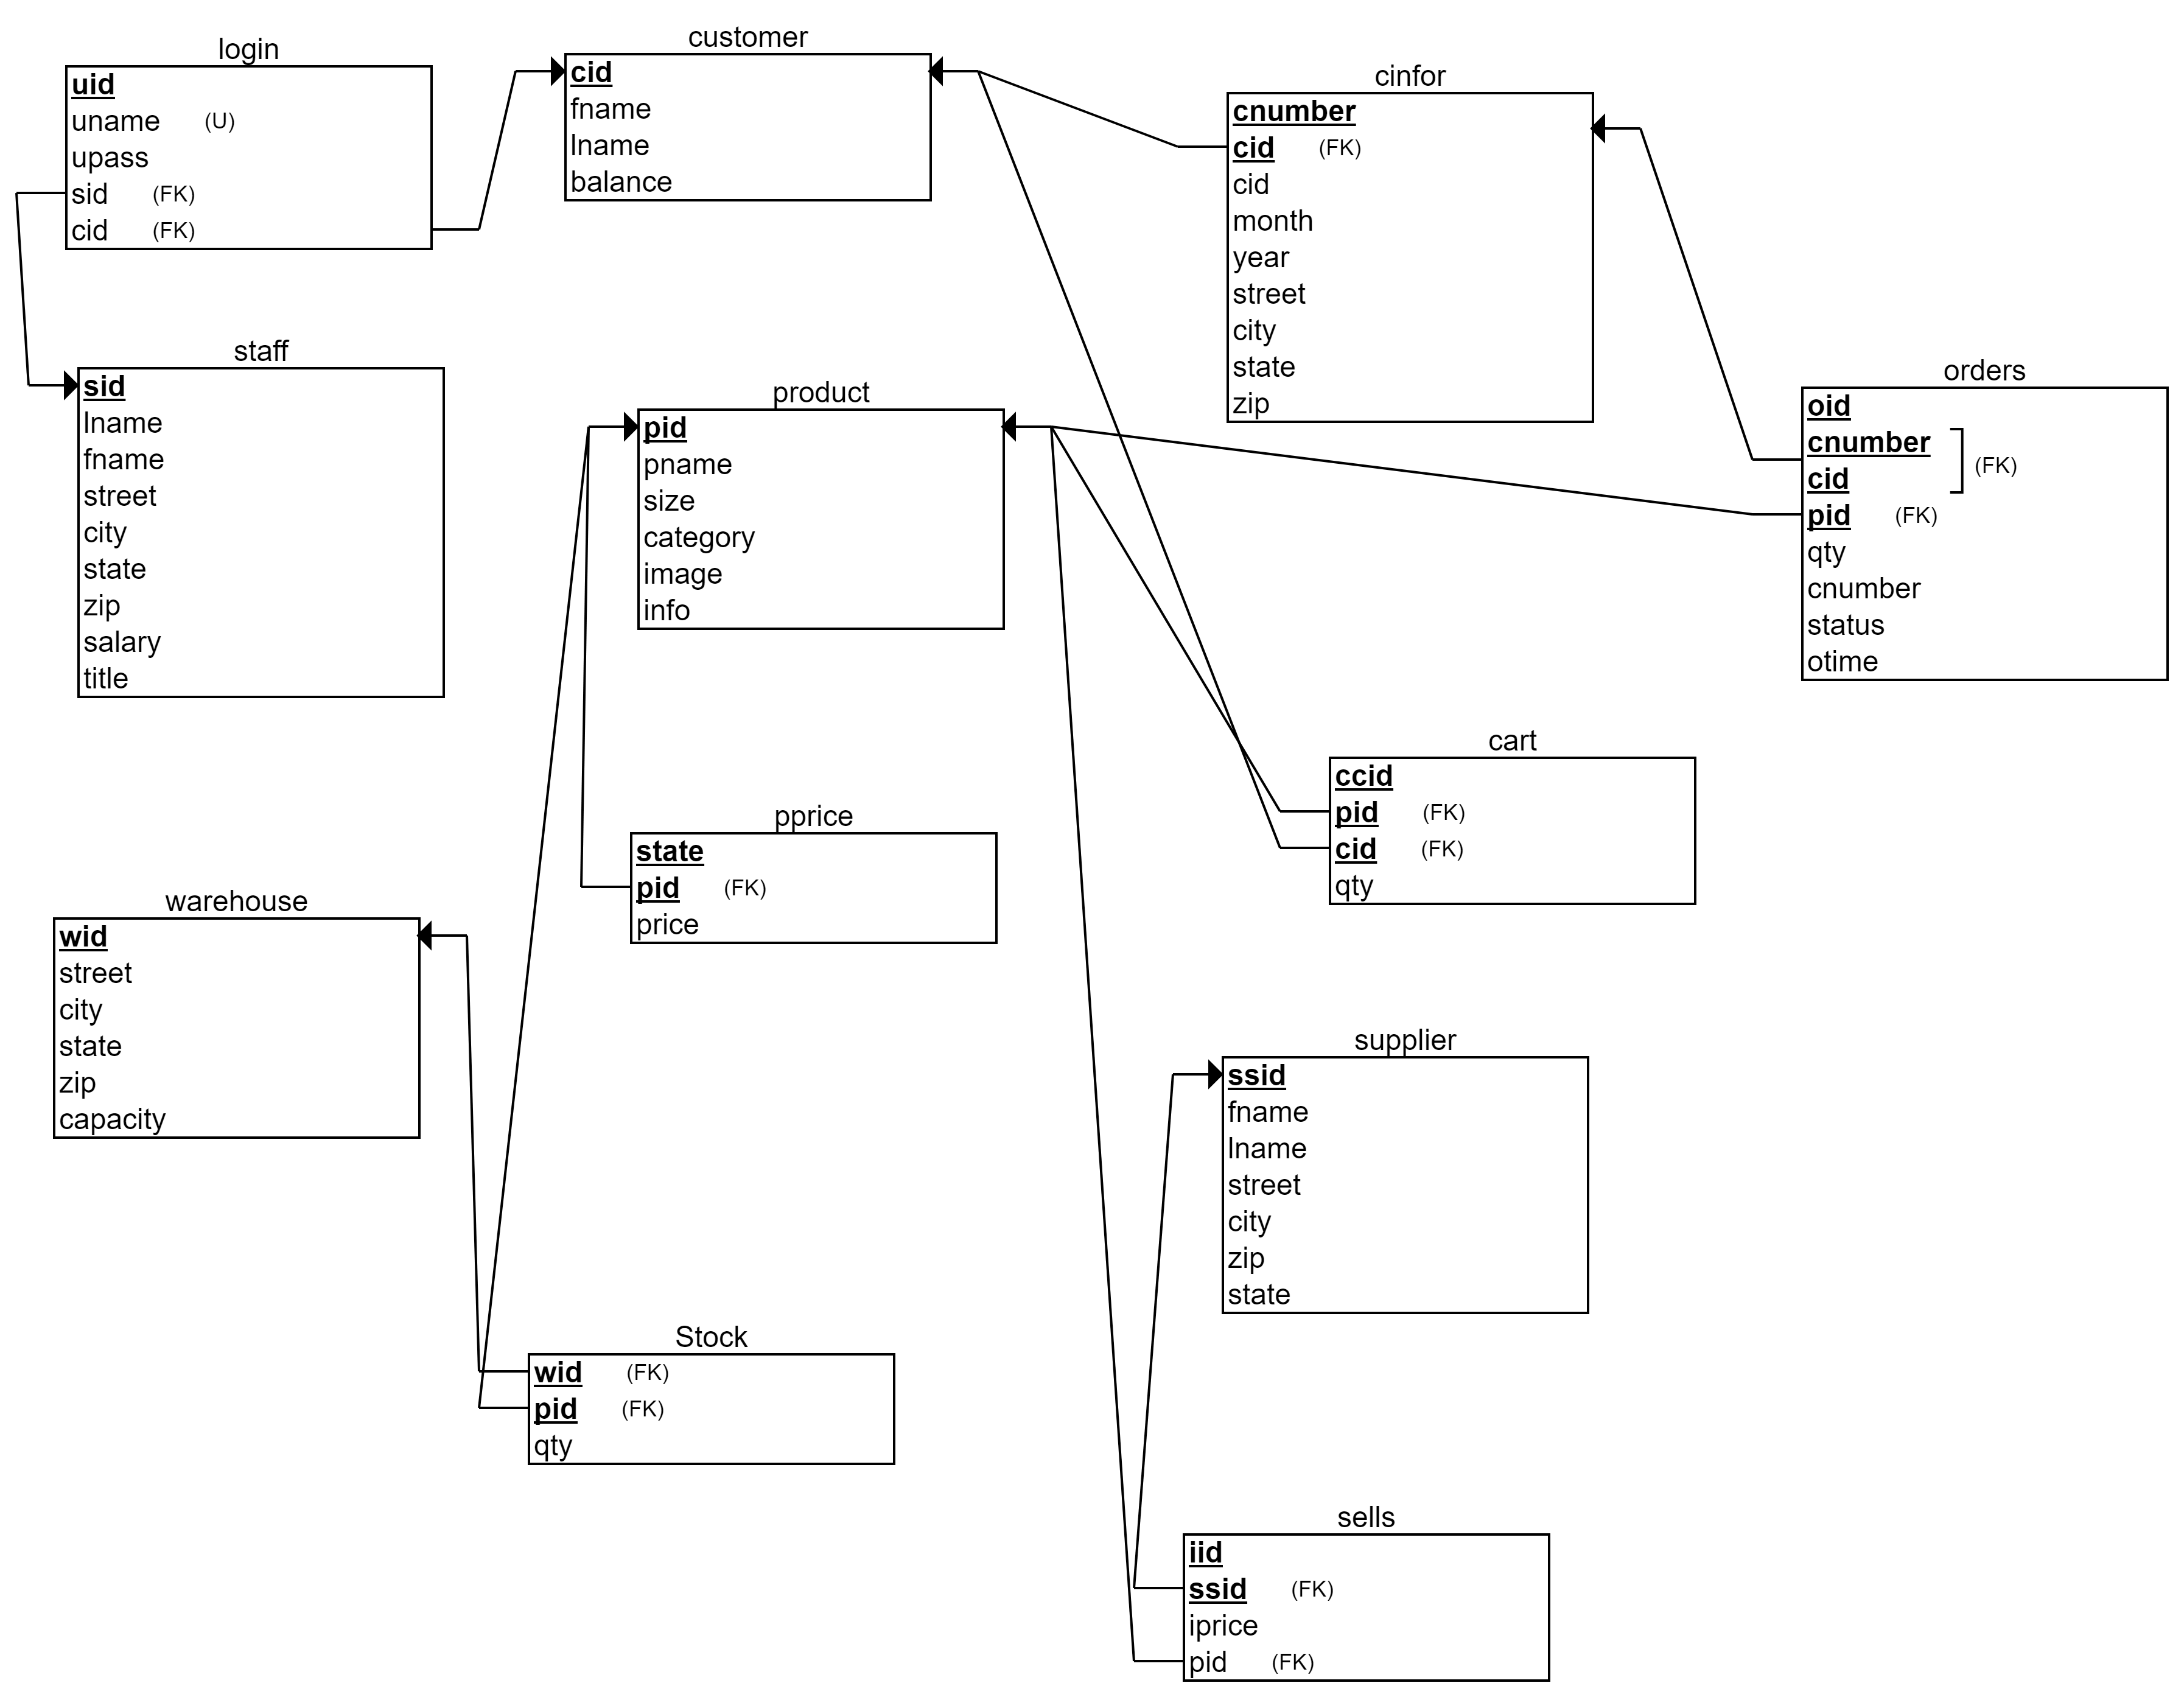 login
uid
uname (U)
upass
sid (FK)
cid (FK)
customer
cid
fname
lname
balance
cinfor
cnumber
cid (FK)
cid
month
year
street
city
state
zip
staff
sid
lname
fname
street
city
state
zip
salary
title
product
pid
pname
size
category
image
info
orders
oid
cnumber
cid
(FK)
pid (FK)
qty
cnumber
status
otime
cart
ccid
pid (FK)
cid (FK)
qty
pprice
state
pid (FK)
price
warehouse
wid
street
city
state
zip
capacity
supplier
ssid
fname
lname
street
city
zip
state
Stock
wid (FK)
pid (FK)
qty
sells
iid
ssid (FK)
iprice
pid (FK)